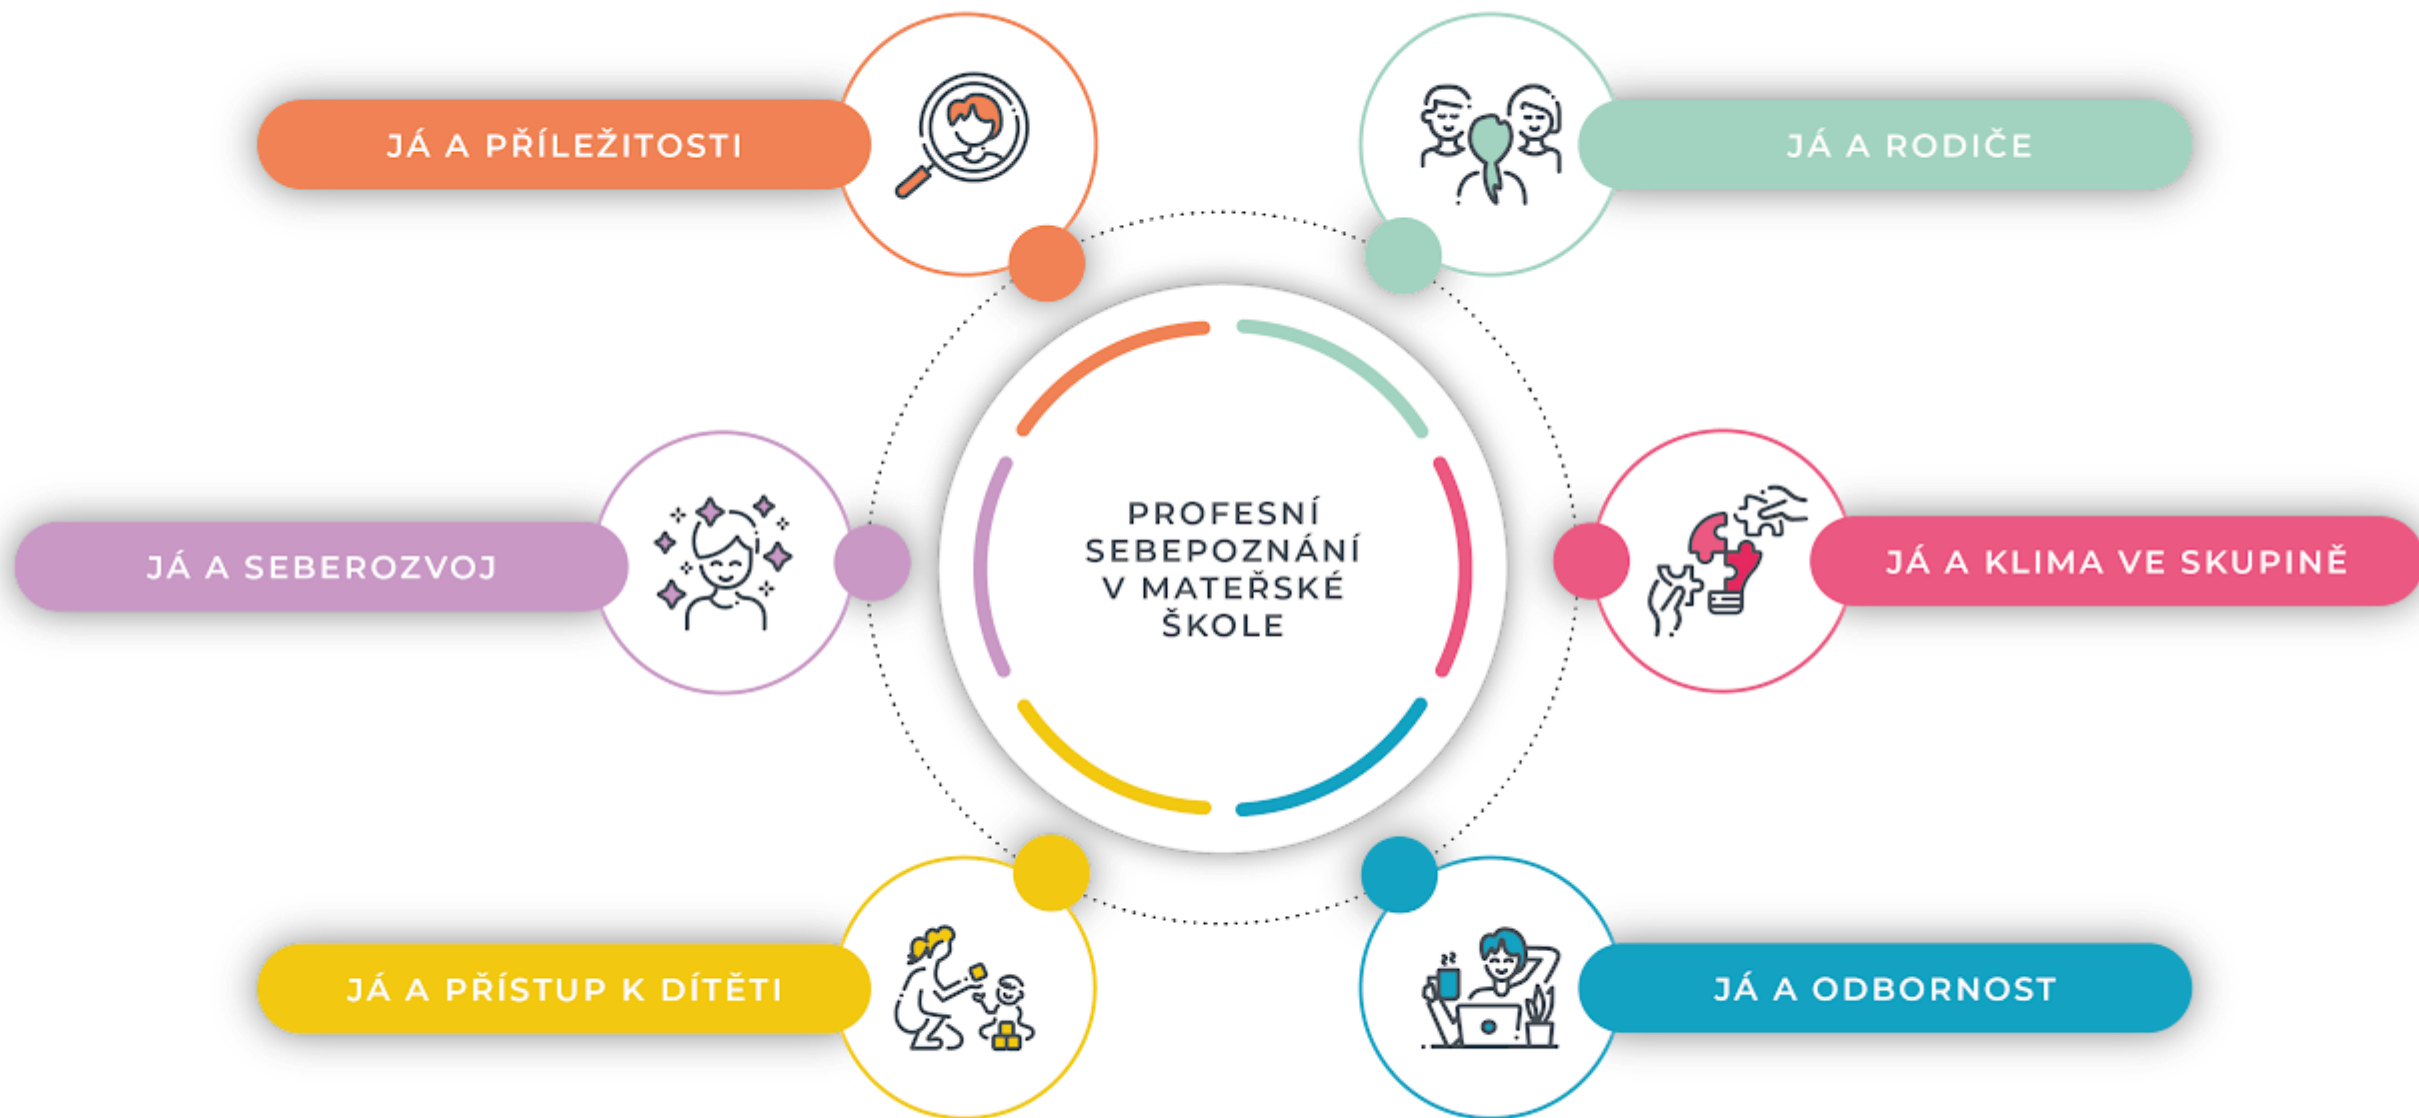 JÁ A PŘÍLEŽITOSTI
JÁ A RODIČE
PROFESNÍ
SEBEPOZNÁNÍ
V MATEŘSKÉ
ŠKOLE
JÁ A SEBEROZVOJ
JÁ A KLIMA VE SKUPINĚ
JÁ A PŘÍSTUP K DÍTĚTI
JÁ A ODBORNOST